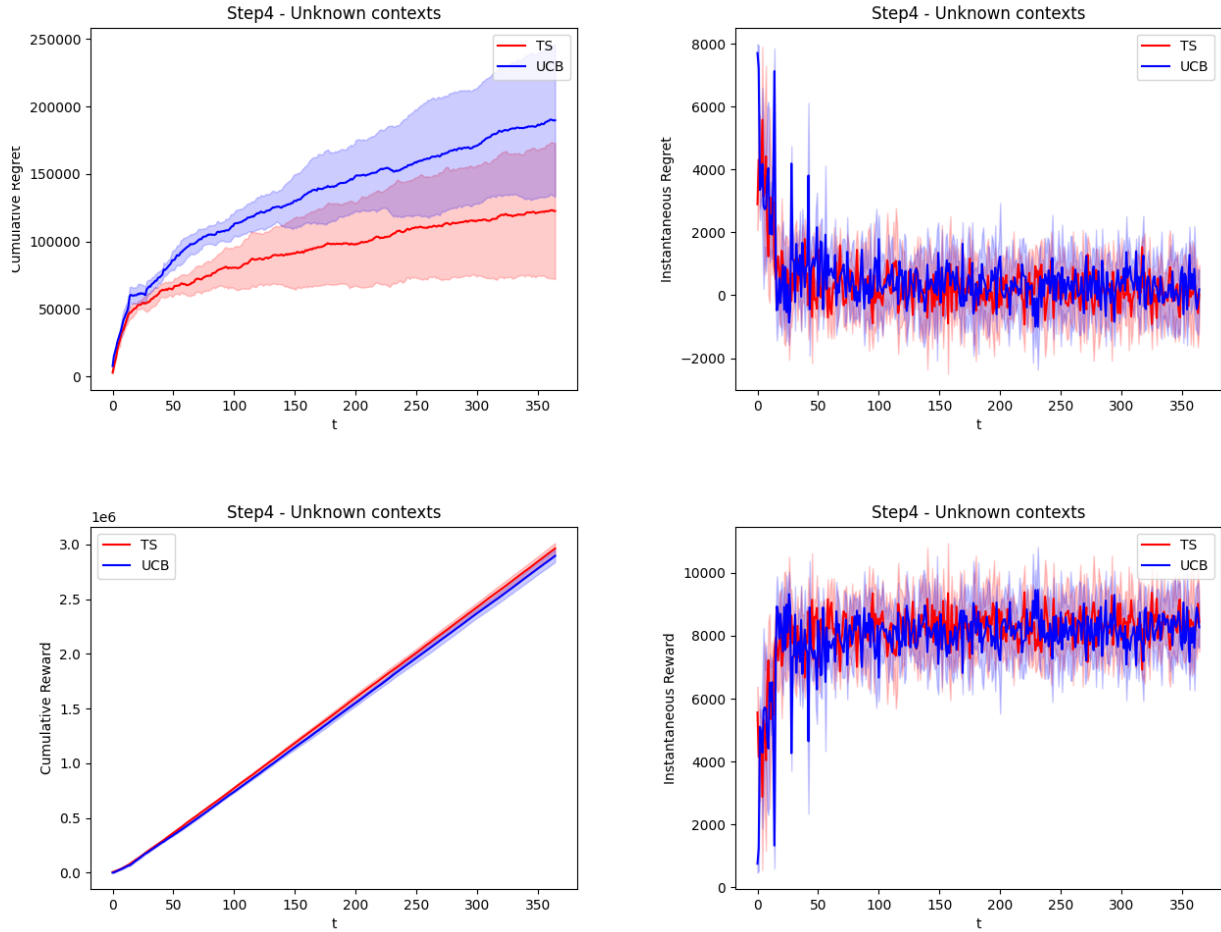 Step4 - Unknown contexts
Cumulative Regret
250000
200000
150000
100000
50000
0
0 50 100 150 200 250 300 350
t
TS
UCB
Step4 - Unknown contexts
Instantaneous Regret
8000
6000
4000
2000
0
−2000
0 50 100 150 200 250 300 350
t
TS
UCB
Step4 - Unknown contexts
1e6
Cumulative Reward
3.0
2.5
2.0
1.5
1.0
0.5
0.0
0 50 100 150 200 250 300 350
t
TS
UCB
Step4 - Unknown contexts
Instantaneous Reward
10000
8000
6000
4000
2000
0
0 50 100 150 200 250 300 350
t
TS
UCB